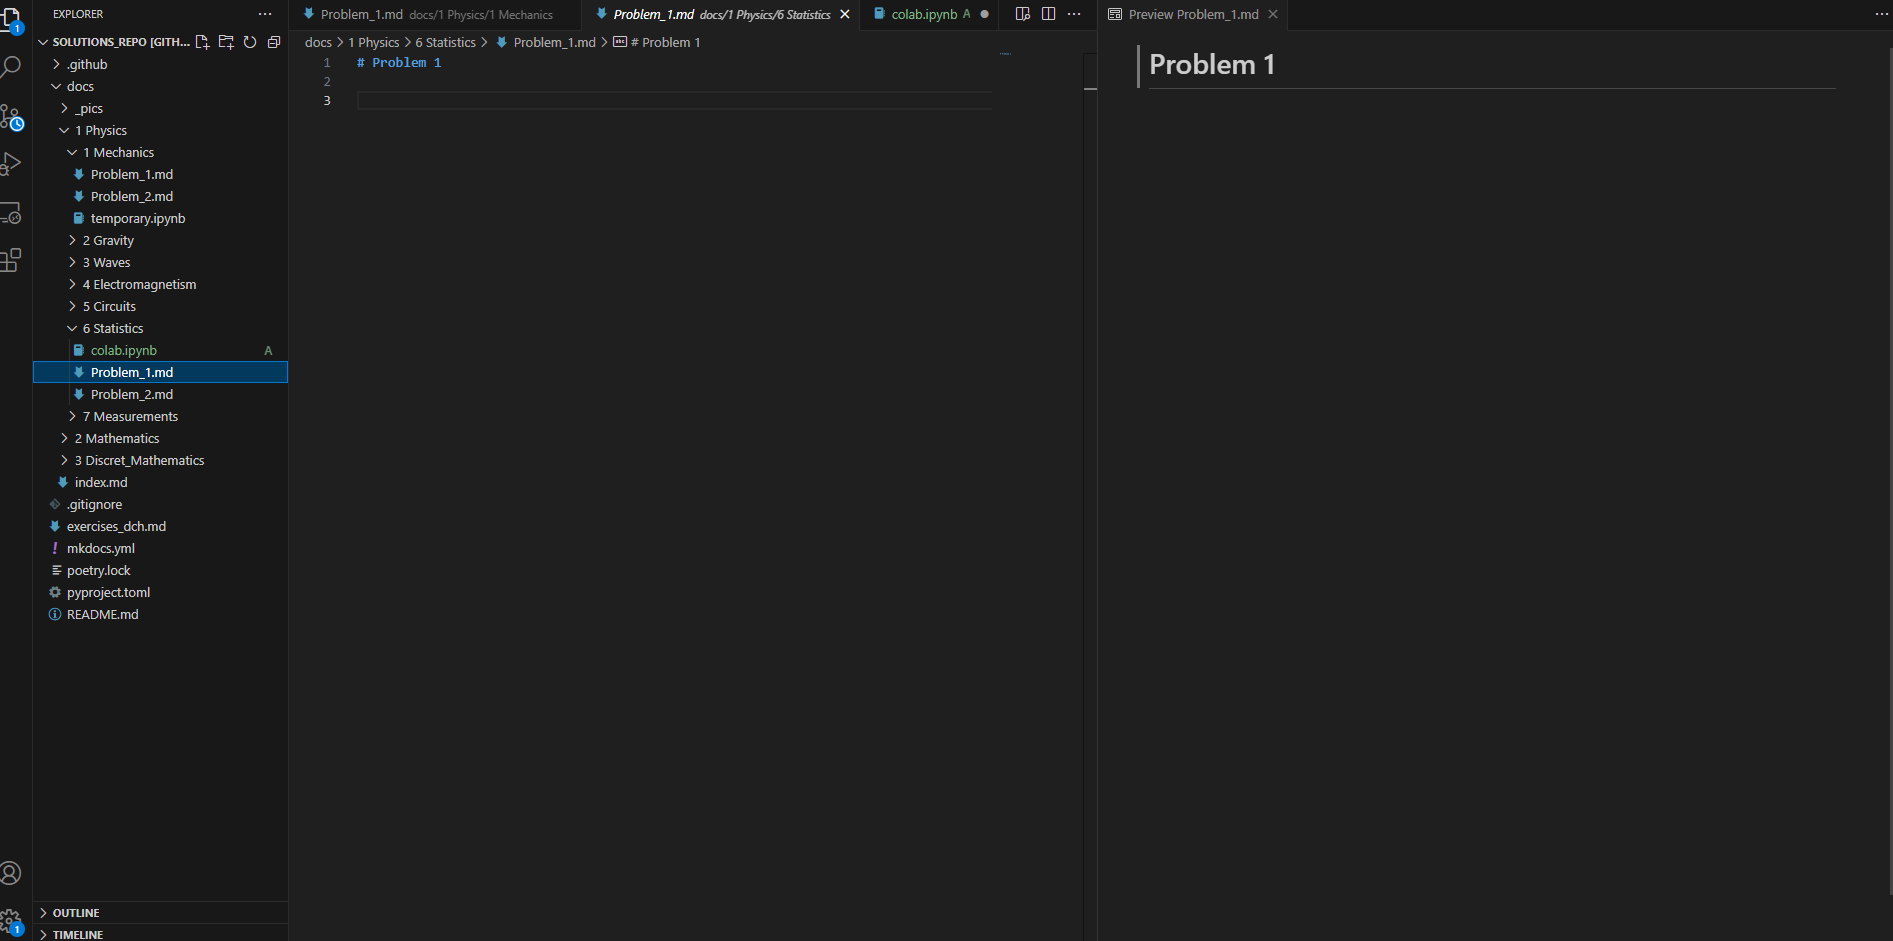 EXPLORER
SOLUTIONS_REPO [GITH...
.github
docs
_pics
1 Physics
1 Mechanics
Problem_1.md
Problem_2.md
temporary.ipynb
2 Gravity
3 Waves
4 Electromagnetism
5 Circuits
6 Statistics
colab.ipynb A
Problem_1.md
Problem_2.md
7 Measurements
2 Mathematics
3 Discret_Mathematics
index.md
.gitignore
exercises_dch.md
mkdocs.yml
poetry.lock
pyproject.toml
README.md
OUTLINE
TIMELINE
1
1
Problem_1.md docs/1 Physics/1 Mechanics
Problem_1.md docs/1 Physics/6 Statistics
colab.ipynb A
docs > 1 Physics > 6 Statistics > Problem_1.md > # Problem 1
1 # Problem 1
2
3
Preview Problem_1.md
Problem 1